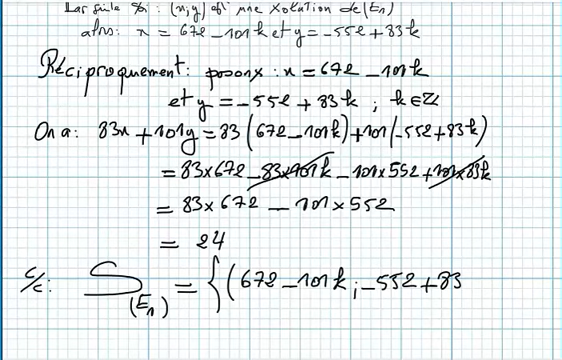 Par suite si : (x,y) est une solution de (E₁)
alors : x = 672 - 101k et y = -552 + 83k
Réciproquement : posons : x = 672 - 101k
et y = -552 + 83k ; k ∈ ℤ
On a : 83x + 101y = 83(672 - 101k) + 101(-552 + 83k)
= 83×672 - 83×101k - 101×552 + 101×83k
= 83×672 - 101×552
= 24
c/c : S(E₁) = {(672 - 101k ; -552 + 83